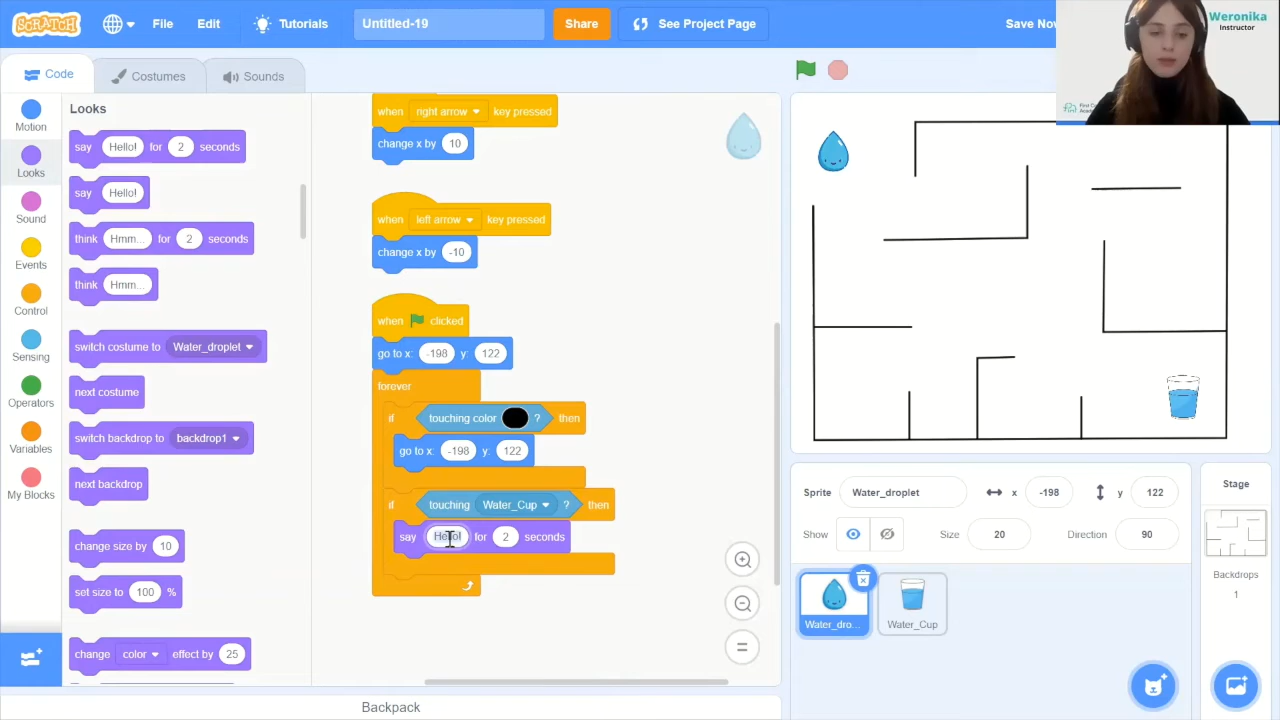 SCRATCH
File
Edit
Tutorials
Untitled-19
Share
See Project Page
Save Now
Weronika
Instructor
Code
Costumes
Sounds
Motion
Looks
Sound
Events
Control
Sensing
Operators
Variables
My Blocks
Looks
say Hello! for 2 seconds
say Hello!
think Hmm... for 2 seconds
think Hmm...
switch costume to Water_droplet
next costume
switch backdrop to backdrop1
next backdrop
change size by 10
set size to 100 %
change color effect by 25
when right arrow key pressed
change x by 10
when left arrow key pressed
change x by -10
when clicked
go to x: -198 y: 122
forever
if touching color ? then
go to x: -198 y: 122
if touching Water_Cup ? then
say Hello! for 2 seconds
Sprite Water_droplet x -198 y 122
Show Size 20 Direction 90
Water_dro...
Water_Cup
Stage
Backdrops
1
Backpack